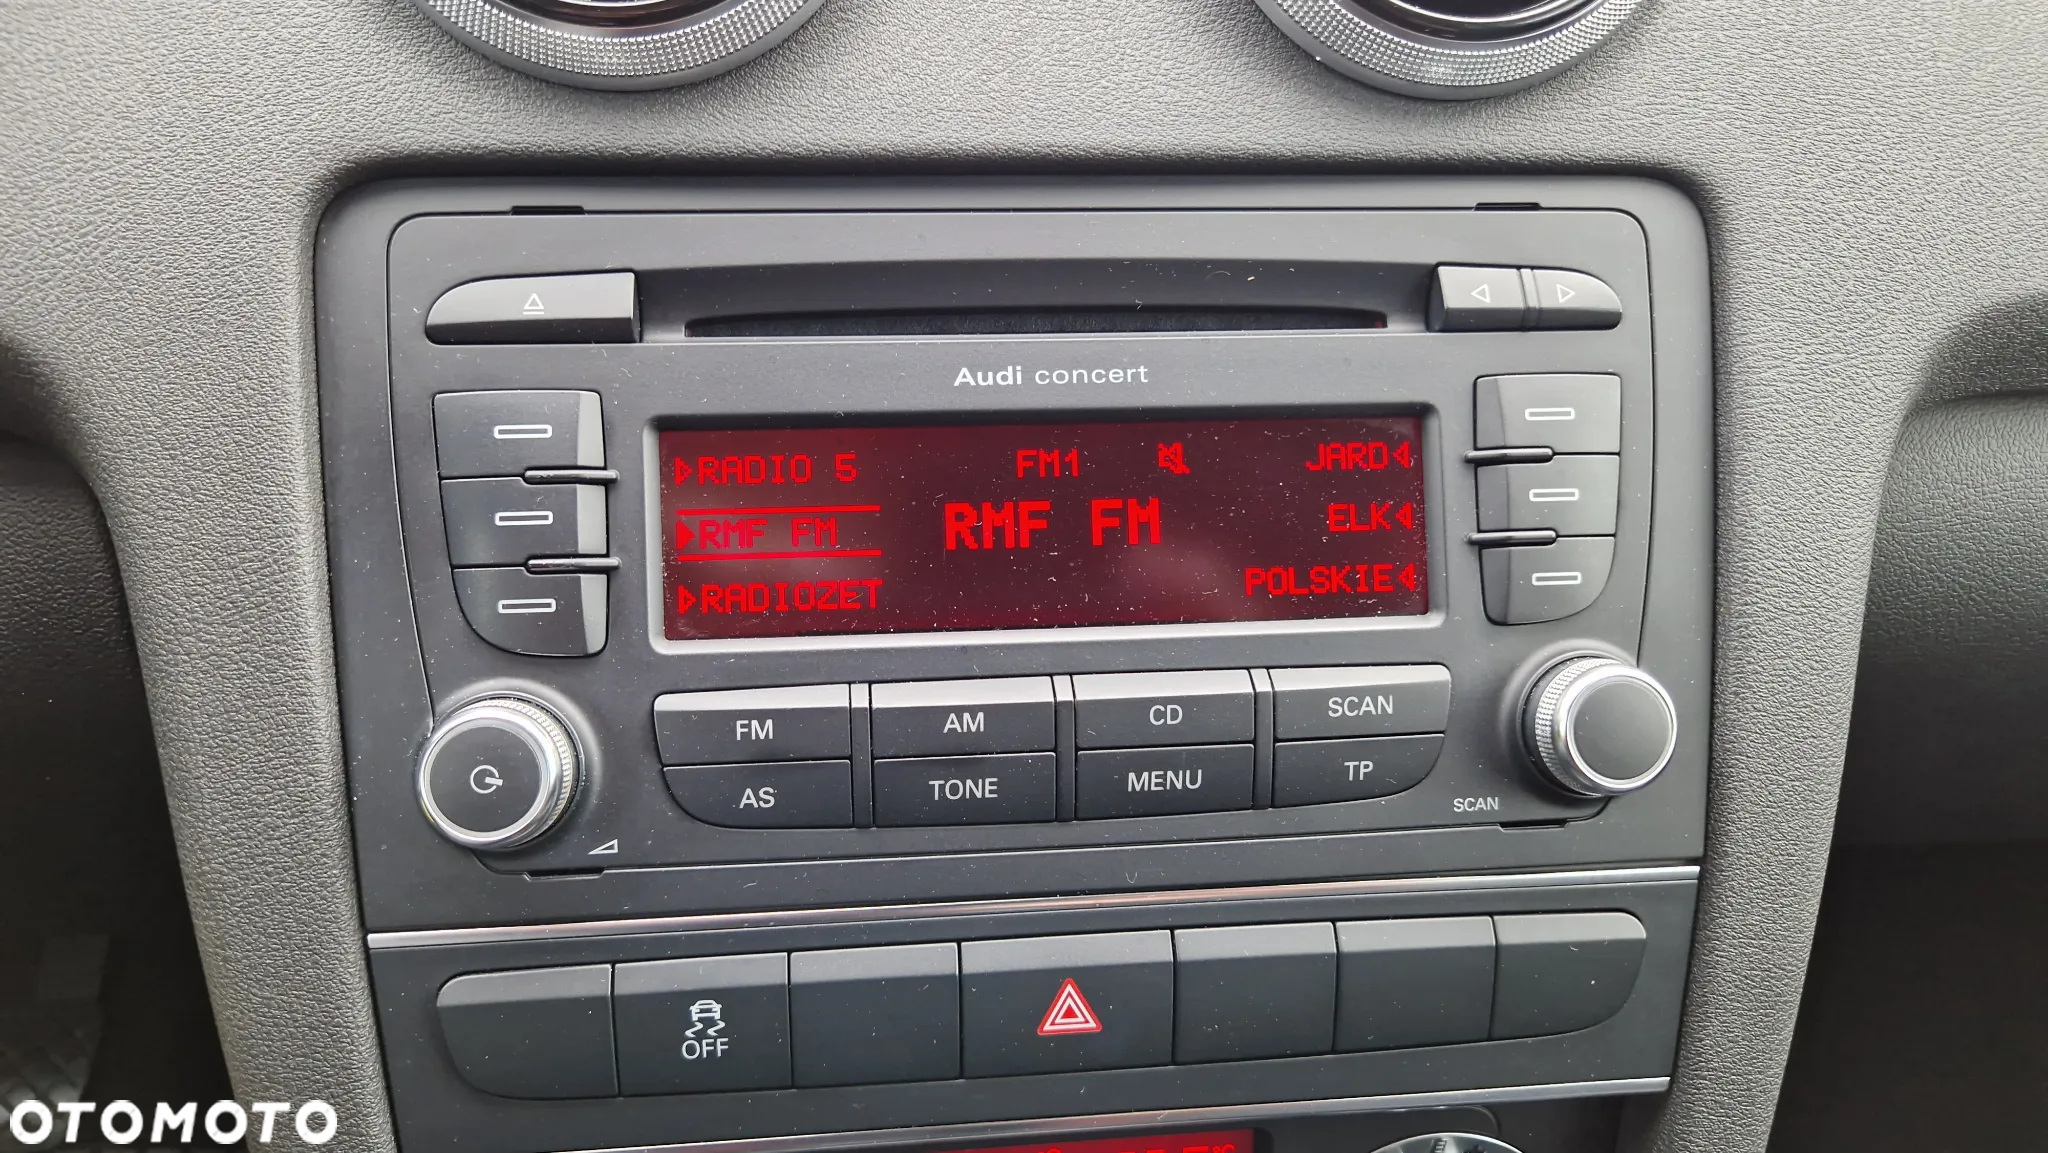 Audi concert
RADIO 5 FM1 JARD
RMF FM RMF FM ELK
RADIOZET POLSKIE
FM AM CD SCAN
AS TONE MENU TP
SCAN
OFF
OTOMOTO